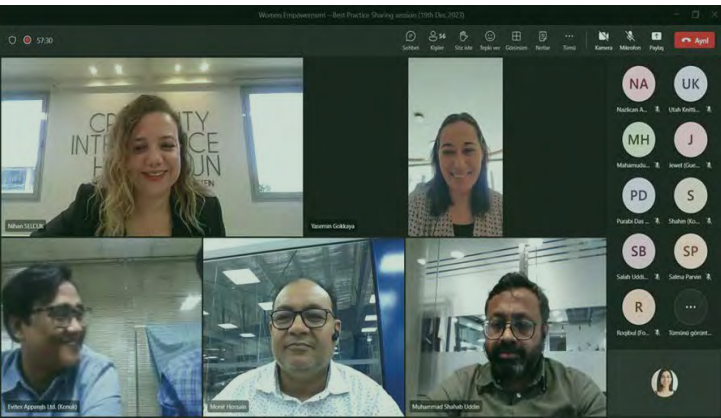 Women Empowerment - Best Practice Sharing session (19th Dec, 2023)
57:30
Sohbet
56
Kişiler
Söz iste
Tepki ver
Görünüm
Notlar
Tümü
Kamera
Mikrofon
Paylaş
Ayrıl
Nihan SELCUK
Yasemin Gokkaya
Evitex Apparels Ltd. (Konuk)
Monir Hossain
Muhammad Shahab Uddin
NA
UK
Nazlican A...
Utah Knitti...
MH
J
Mahamudu...
Jewel (Gue...
PD
S
Purabi Das ...
Shahin (Ko...
SB
SP
Salah Uddi...
Salma Parvin
R
...
Roqibul (Fo...
Tümünü görünt...